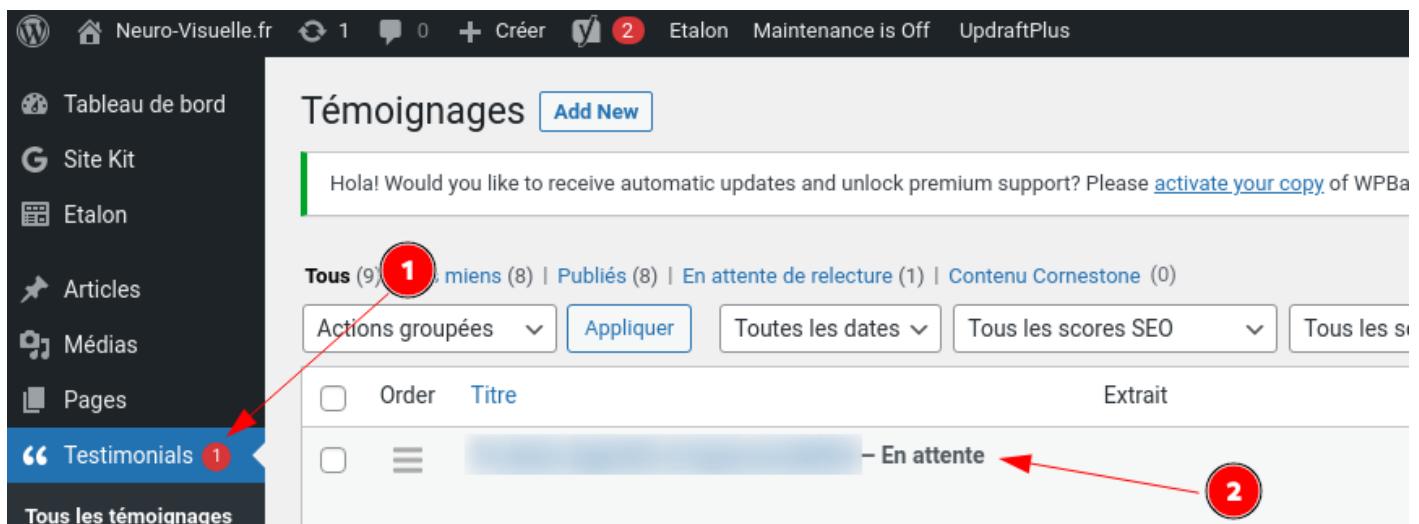 Neuro-Visuelle.fr 1 0 Créer 2 Etalon Maintenance is Off UpdraftPlus
Tableau de bord
Site Kit
Etalon
Articles
Médias
Pages
Testimonials 1
Tous les témoignages
Témoignages Add New
Hola! Would you like to receive automatic updates and unlock premium support? Please activate your copy of WPBa
Tous (9) 1 miens (8) | Publiés (8) | En attente de relecture (1) | Contenu Cornestone (0)
Actions groupées Appliquer Toutes les dates Tous les scores SEO Tous les s
Order Titre Extrait
– En attente
2